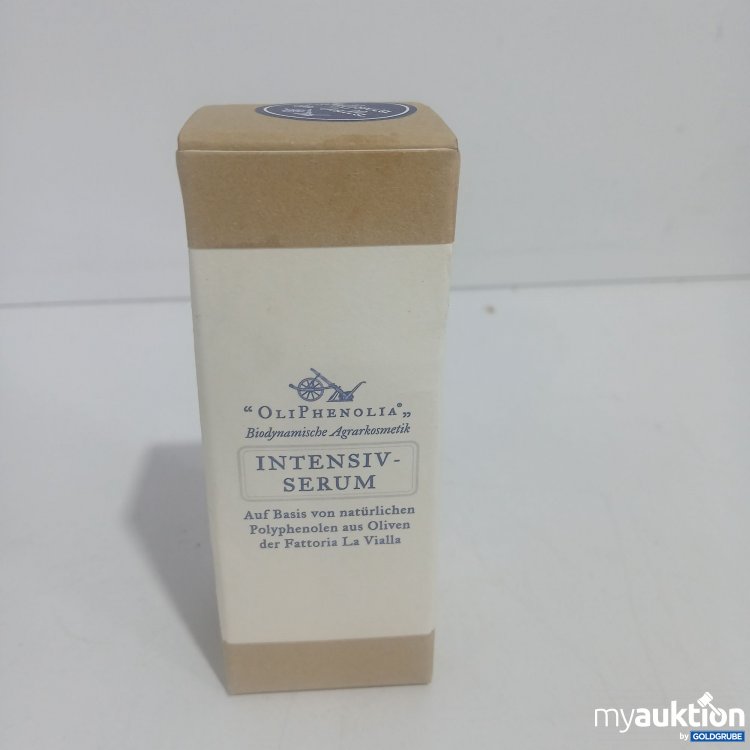 “ OLIPHENOLIA® „
Biodynamische Agrarkosmetik
INTENSIV-
SERUM
Auf Basis von natürlichen
Polyphenolen aus Oliven
der Fattoria La Vialla
myauktion
by GOLDGRUBE